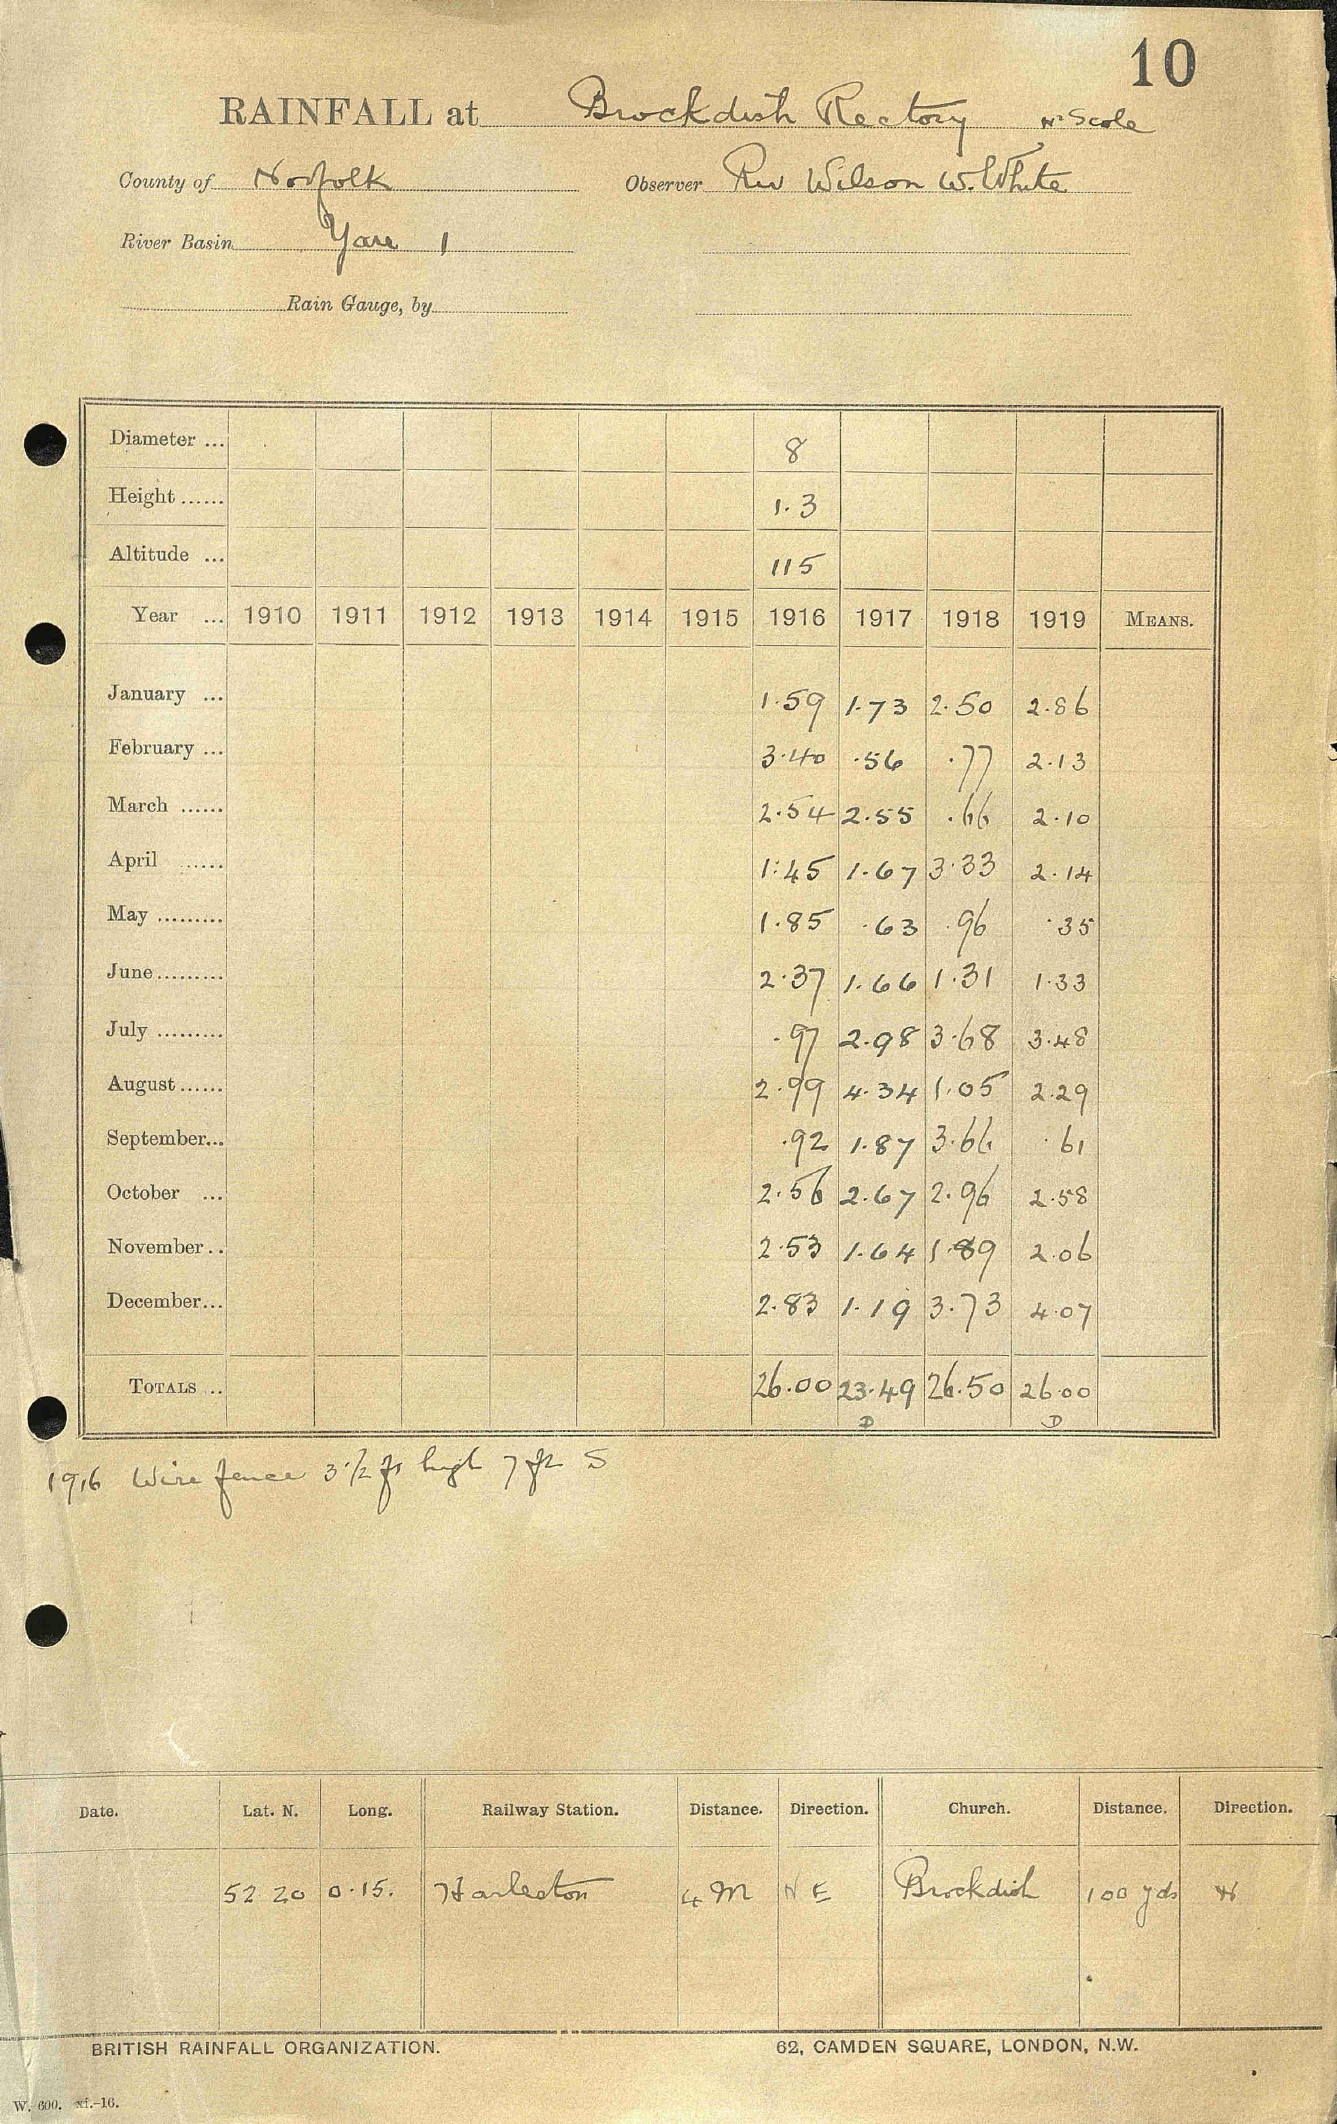 10
RAINFALL at Brockdish Rectory Nr Scole
County of Norfolk Observer Rev Wilson W. White
River Basin Yare 1
Rain Gauge, by
Diameter ... 8
Height ...... 1.3
Altitude ... 115
Year ... 1910 1911 1912 1913 1914 1915 1916 1917 1918 1919 MEANS.
January ... 1.59 1.73 2.50 2.86
February ... 3.40 .56 .77 2.13
March ...... 2.54 2.55 .66 2.10
April ...... 1.45 1.67 3.33 2.14
May ......... 1.85 .63 .96 .35
June ......... 2.37 1.66 1.31 1.33
July ......... .97 2.98 3.68 3.48
August ...... 2.99 4.34 1.05 2.29
September... .92 1.87 3.66 .61
October ... 2.56 2.67 2.96 2.58
November .. 2.53 1.64 1.89 2.06
December... 2.83 1.19 3.73 4.07
TOTALS .. 26.00 23.49 26.50 26.00
D D
1916 Wire fence 3 1/2 ft high 7 ft S
Date. Lat. N. Long. Railway Station. Distance. Direction. Church. Distance. Direction.
52 20 0.15. Harleston 4 M N E Brockdish 100 yds W
BRITISH RAINFALL ORGANIZATION. 62, CAMDEN SQUARE, LONDON, N.W.
W. 600. xi.-16.